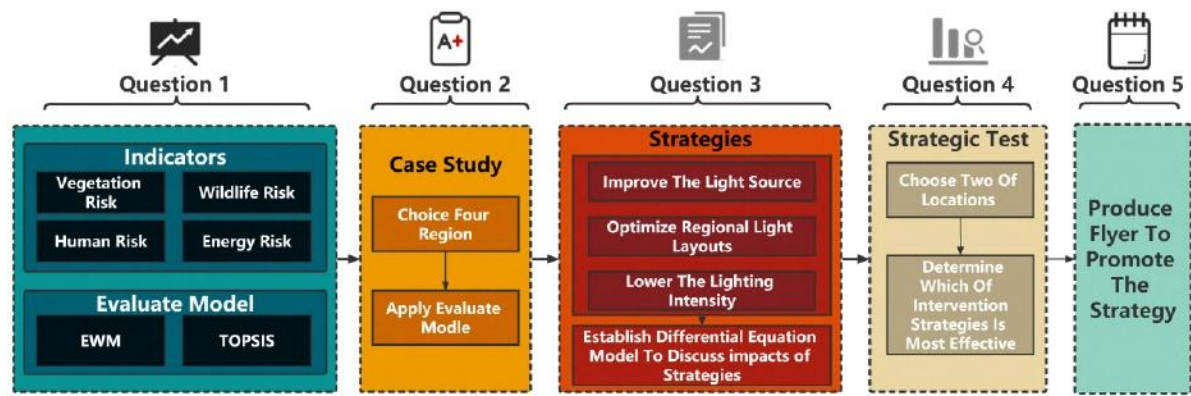 A+
Question 1
Question 2
Question 3
Question 4
Question 5
Indicators
Vegetation
Risk
Wildlife Risk
Human Risk
Energy Risk
Evaluate Model
EWM
TOPSIS
Case Study
Choice Four
Region
Apply Evaluate
Modle
Strategies
Improve The Light Source
Optimize Regional Light
Layouts
Lower The Lighting
Intensity
Establish Differential Equation
Model To Discuss impacts of
Strategies
Strategic Test
Choose Two Of
Locations
Determine
Which Of
Intervention
Strategies Is
Most Effective
Produce
Flyer To
Promote
The
Strategy